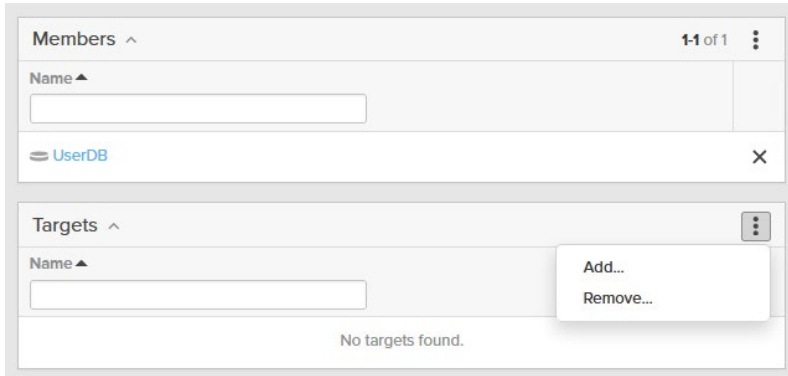 Members
1-1 of 1
Name
UserDB
Targets
Name
Add...
Remove...
No targets found.